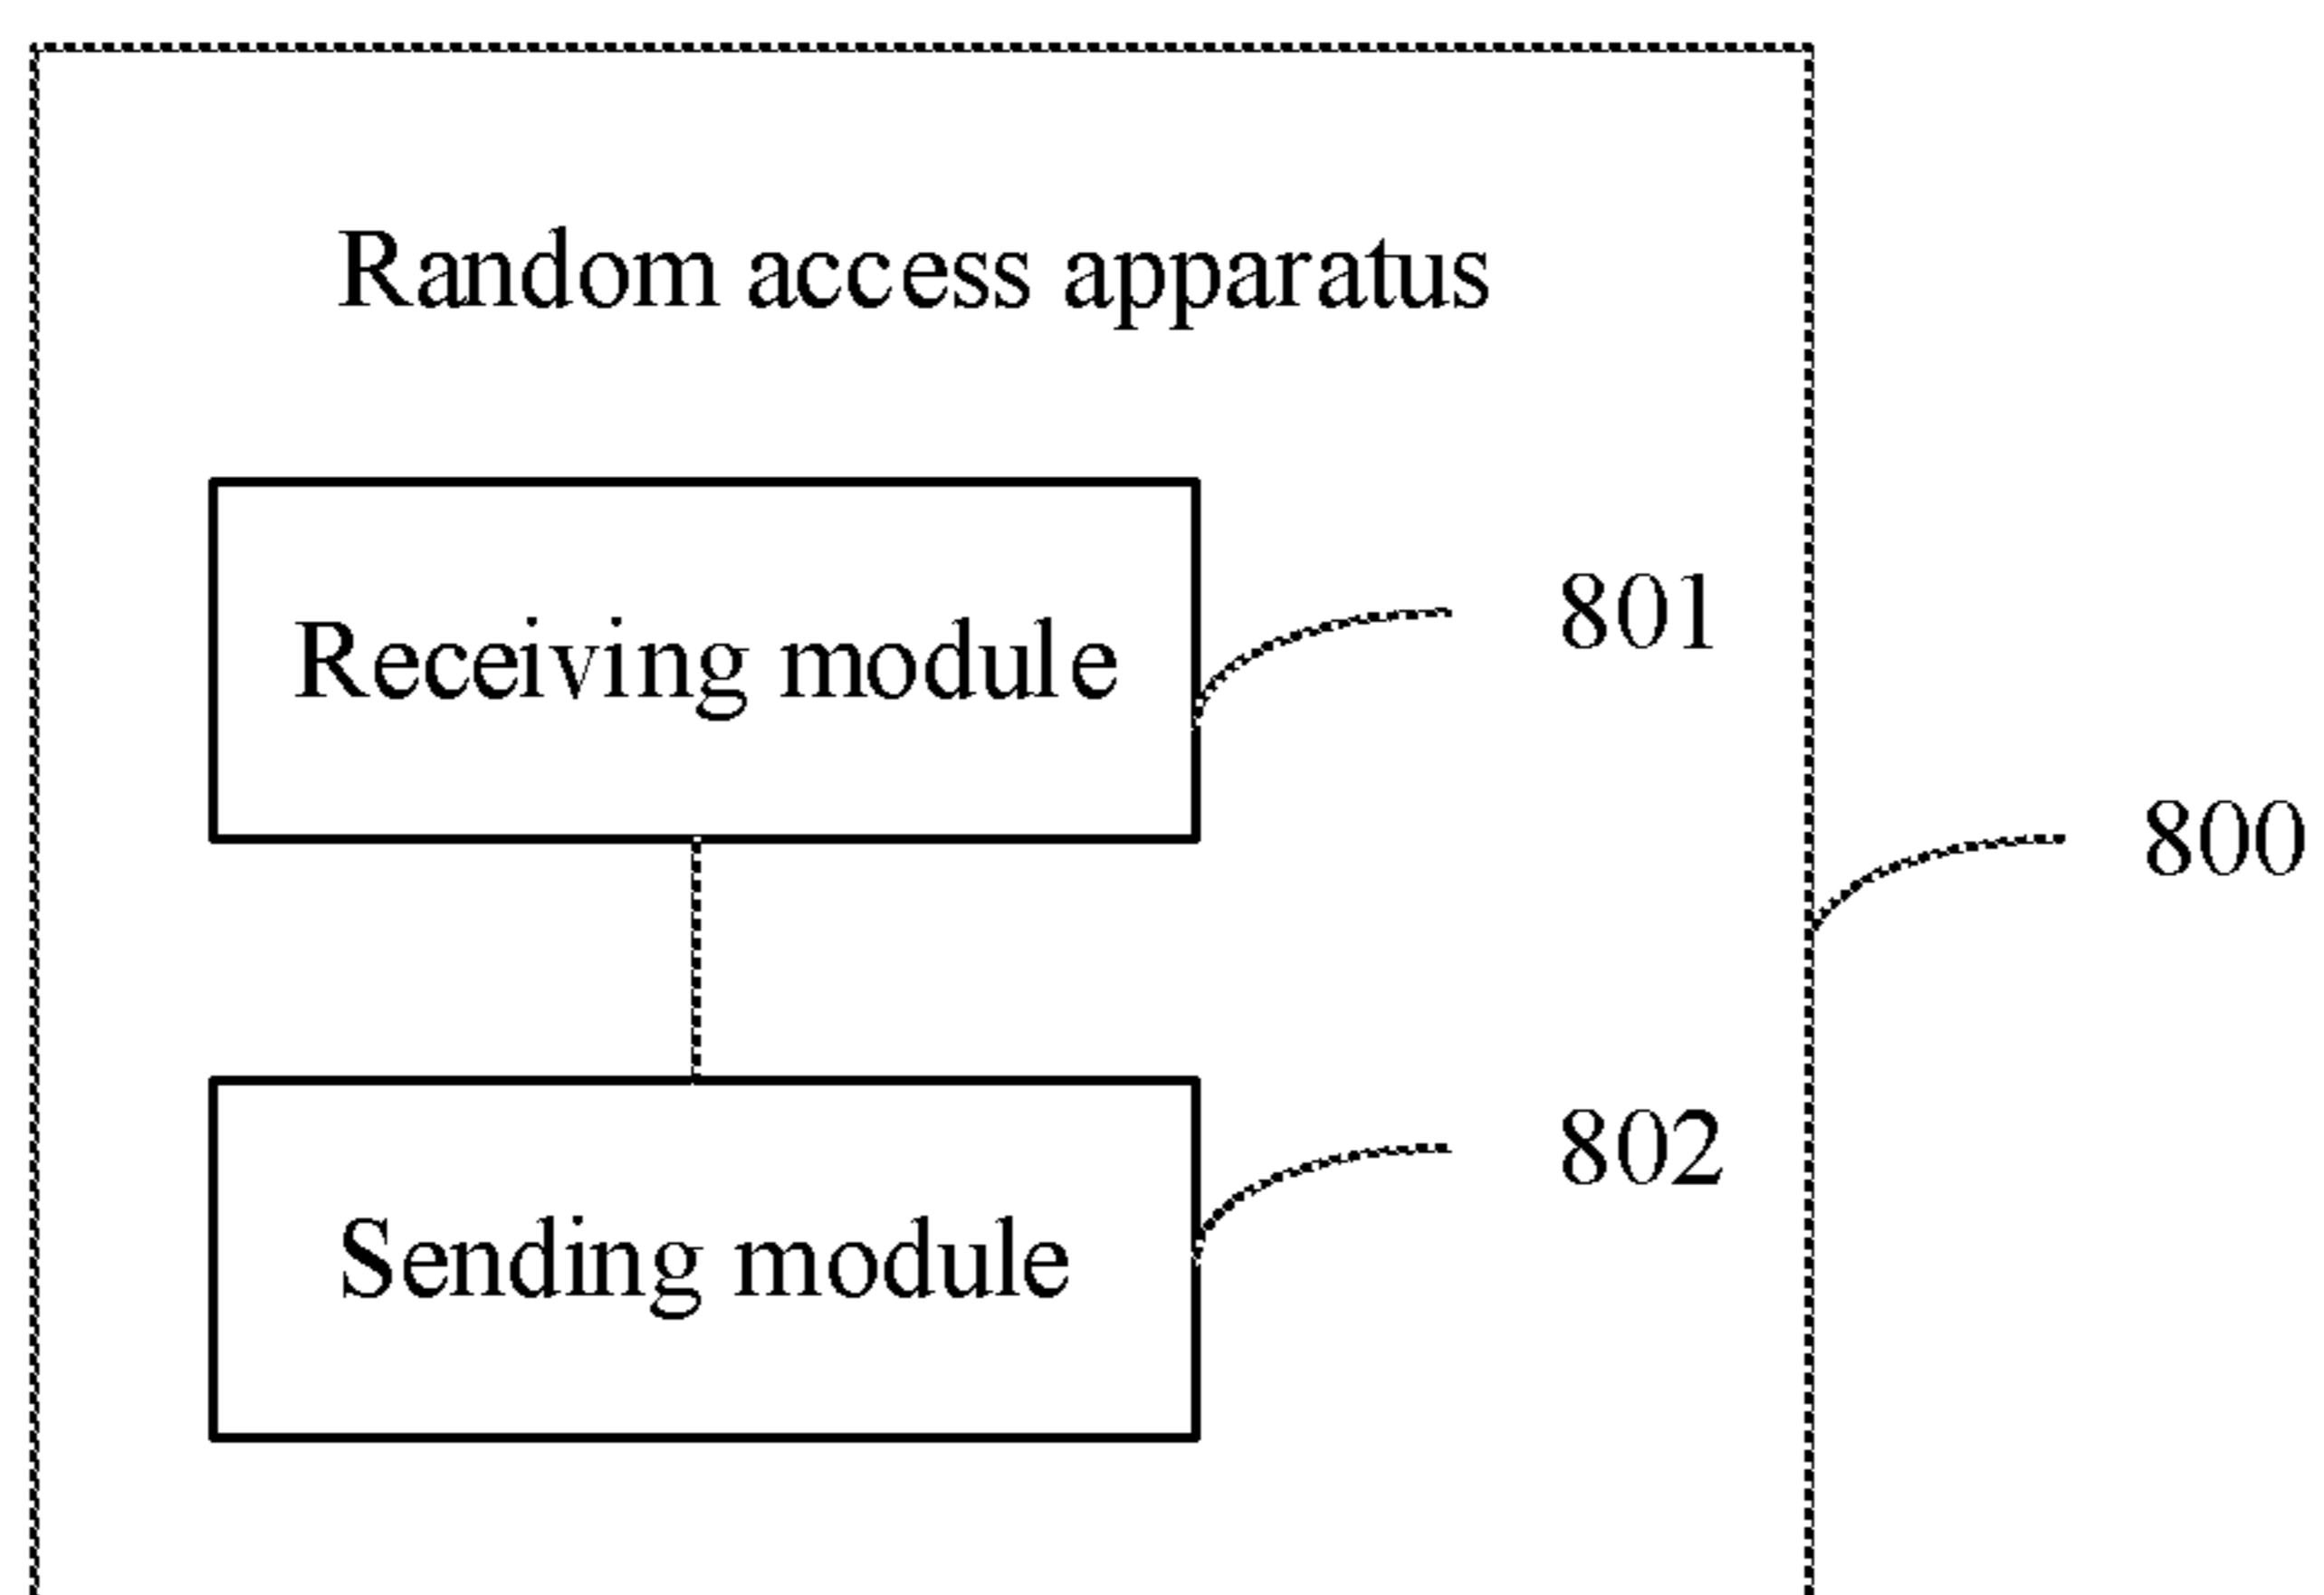 Random access apparatus
Receiving module
801
800
Sending module
802